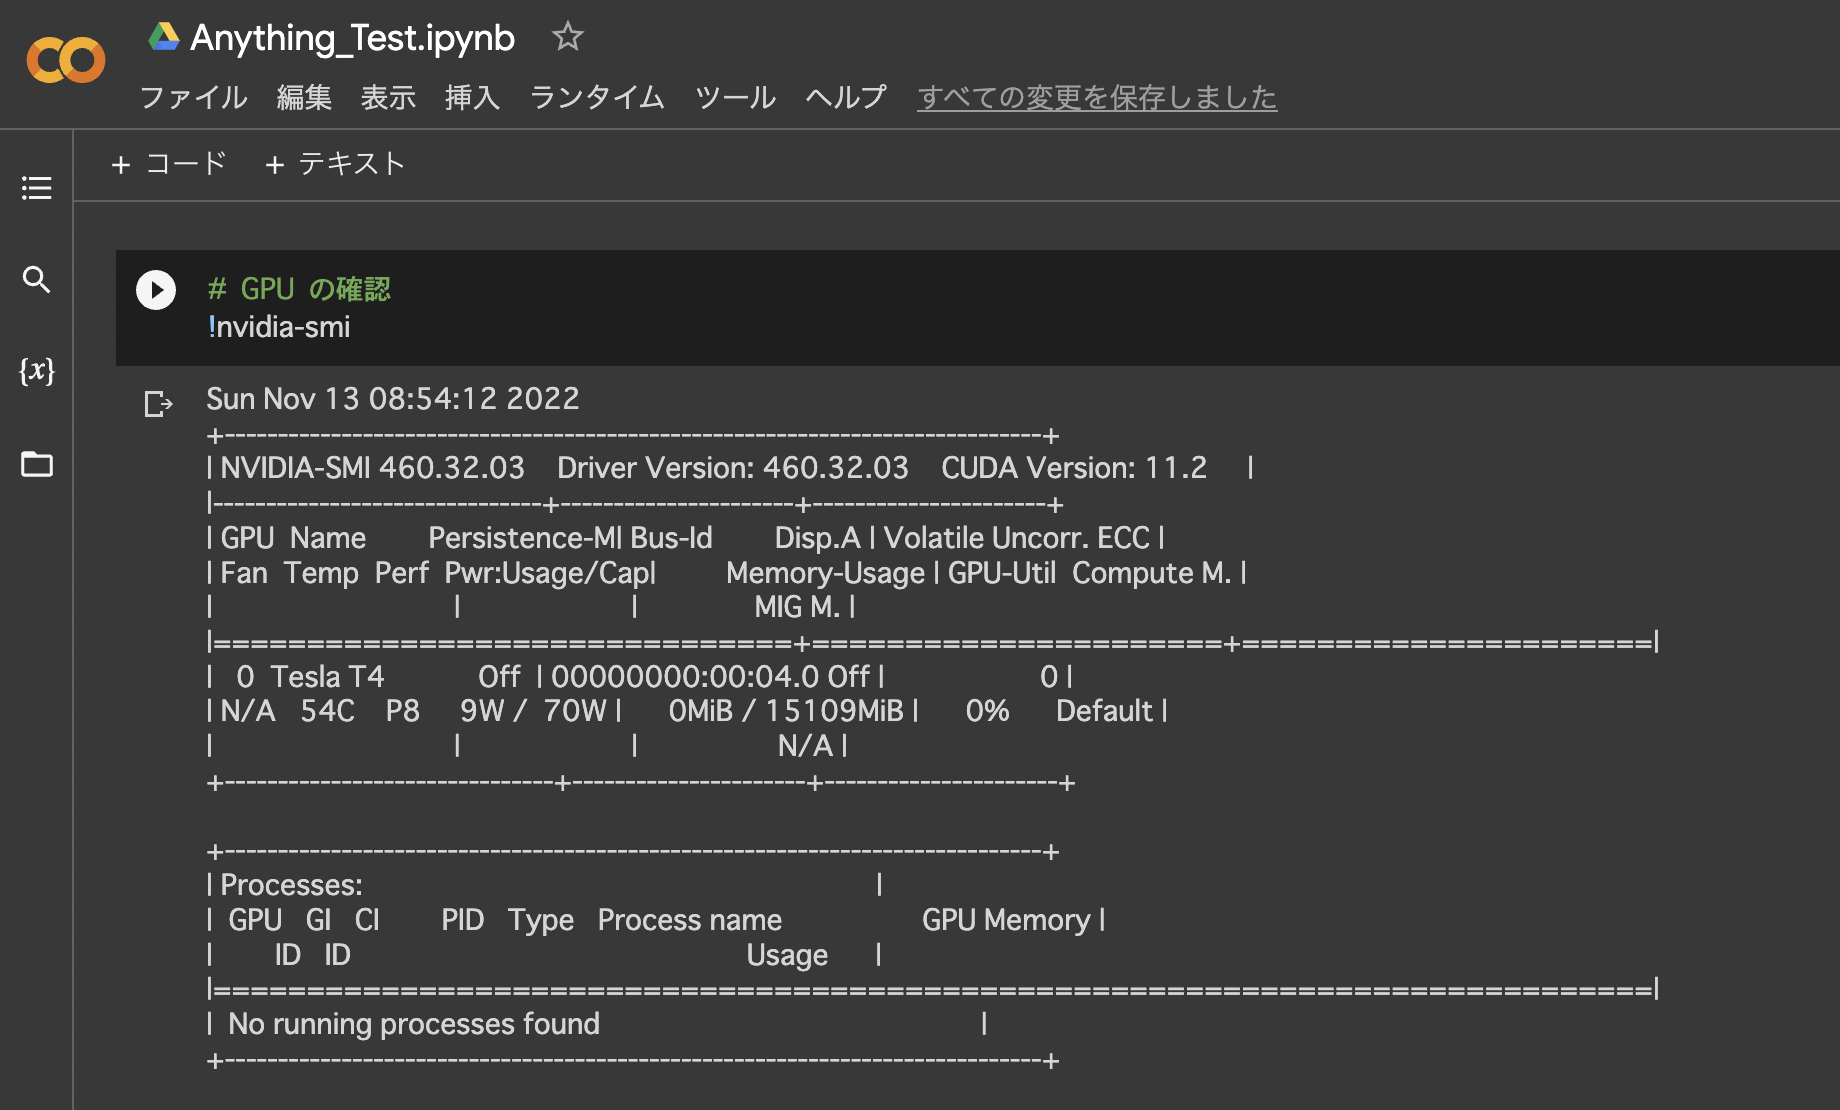 Anything_Test.ipynb
ファイル 編集 表示 挿入 ランタイム ツール ヘルプ すべての変更を保存しました
+ コード + テキスト
# GPU の確認
!nvidia-smi
Sun Nov 13 08:54:12 2022
+-----------------------------------------------------------------------------+
| NVIDIA-SMI 460.32.03    Driver Version: 460.32.03    CUDA Version: 11.2     |
|-------------------------------+----------------------+----------------------+
| GPU  Name        Persistence-M| Bus-Id        Disp.A | Volatile Uncorr. ECC |
| Fan  Temp  Perf  Pwr:Usage/Cap|         Memory-Usage | GPU-Util  Compute M. |
|                               |                      |               MIG M. |
|===============================+======================+======================|
|   0  Tesla T4            Off  | 00000000:00:04.0 Off |                    0 |
| N/A   54C    P8     9W /  70W |      0MiB / 15109MiB |      0%      Default |
|                               |                      |                  N/A |
+-------------------------------+----------------------+----------------------+
+-----------------------------------------------------------------------------+
| Processes:                                                                  |
|  GPU   GI   CI        PID   Type   Process name                  GPU Memory |
|        ID   ID                                                   Usage      |
|=============================================================================|
|  No running processes found                                                 |
+-----------------------------------------------------------------------------+